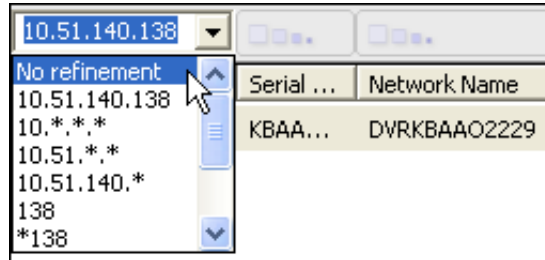 10.51.140.138
No refinement
10.51.140.138
10.*.*.*
10.51.*.*
10.51.140.*
138
*138
Serial ... Network Name
KBAA... DVRKBAAO2229